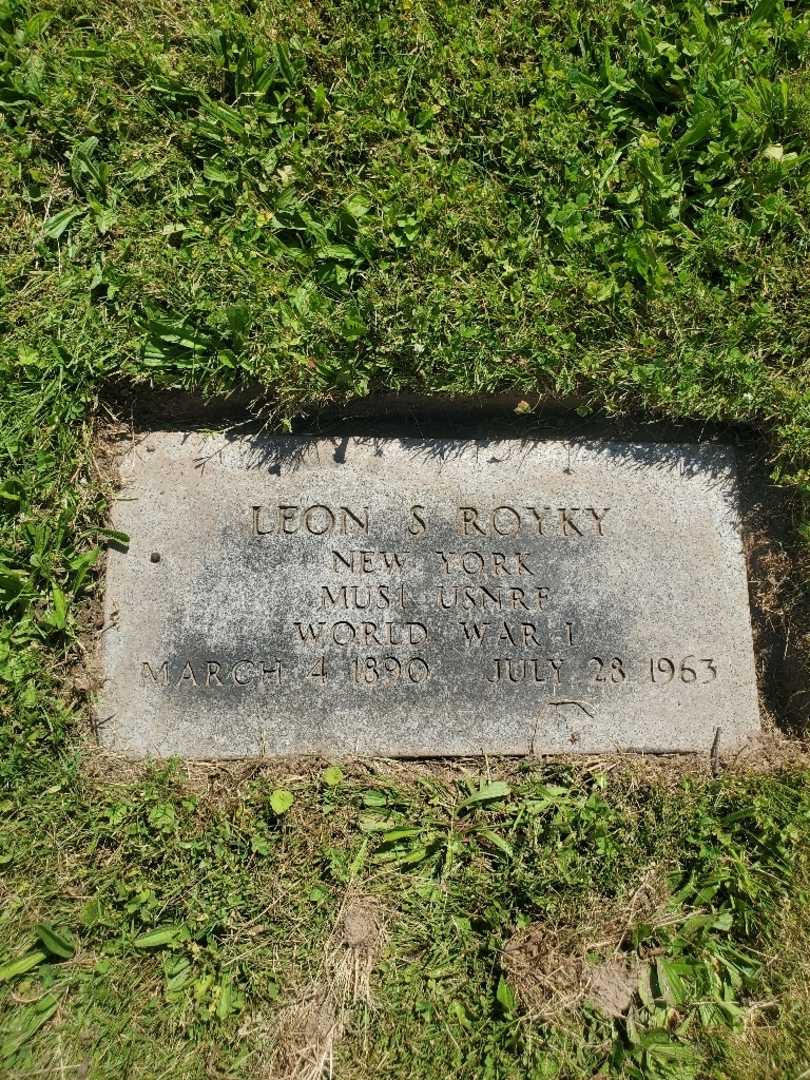 LEON S ROYKY
NEW YORK
MUS1 USNRF
WORLD WAR I
MARCH 4 1890 JULY 28 1963